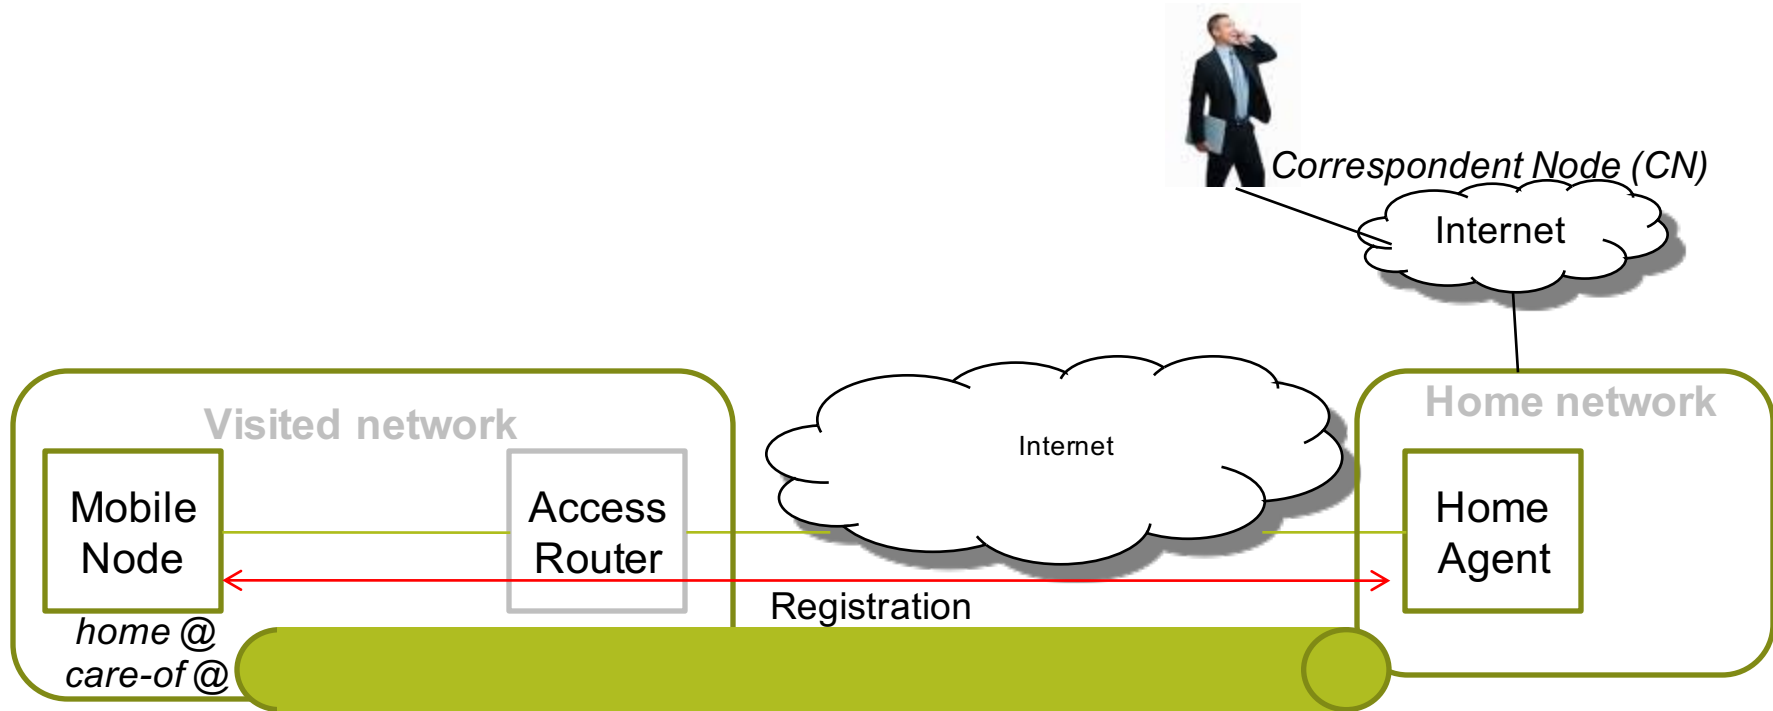 Correspondent Node (CN)
Internet
Visited network
Home network
Internet
Mobile
Node
Access
Router
Home
Agent
Registration
home @
care-of @